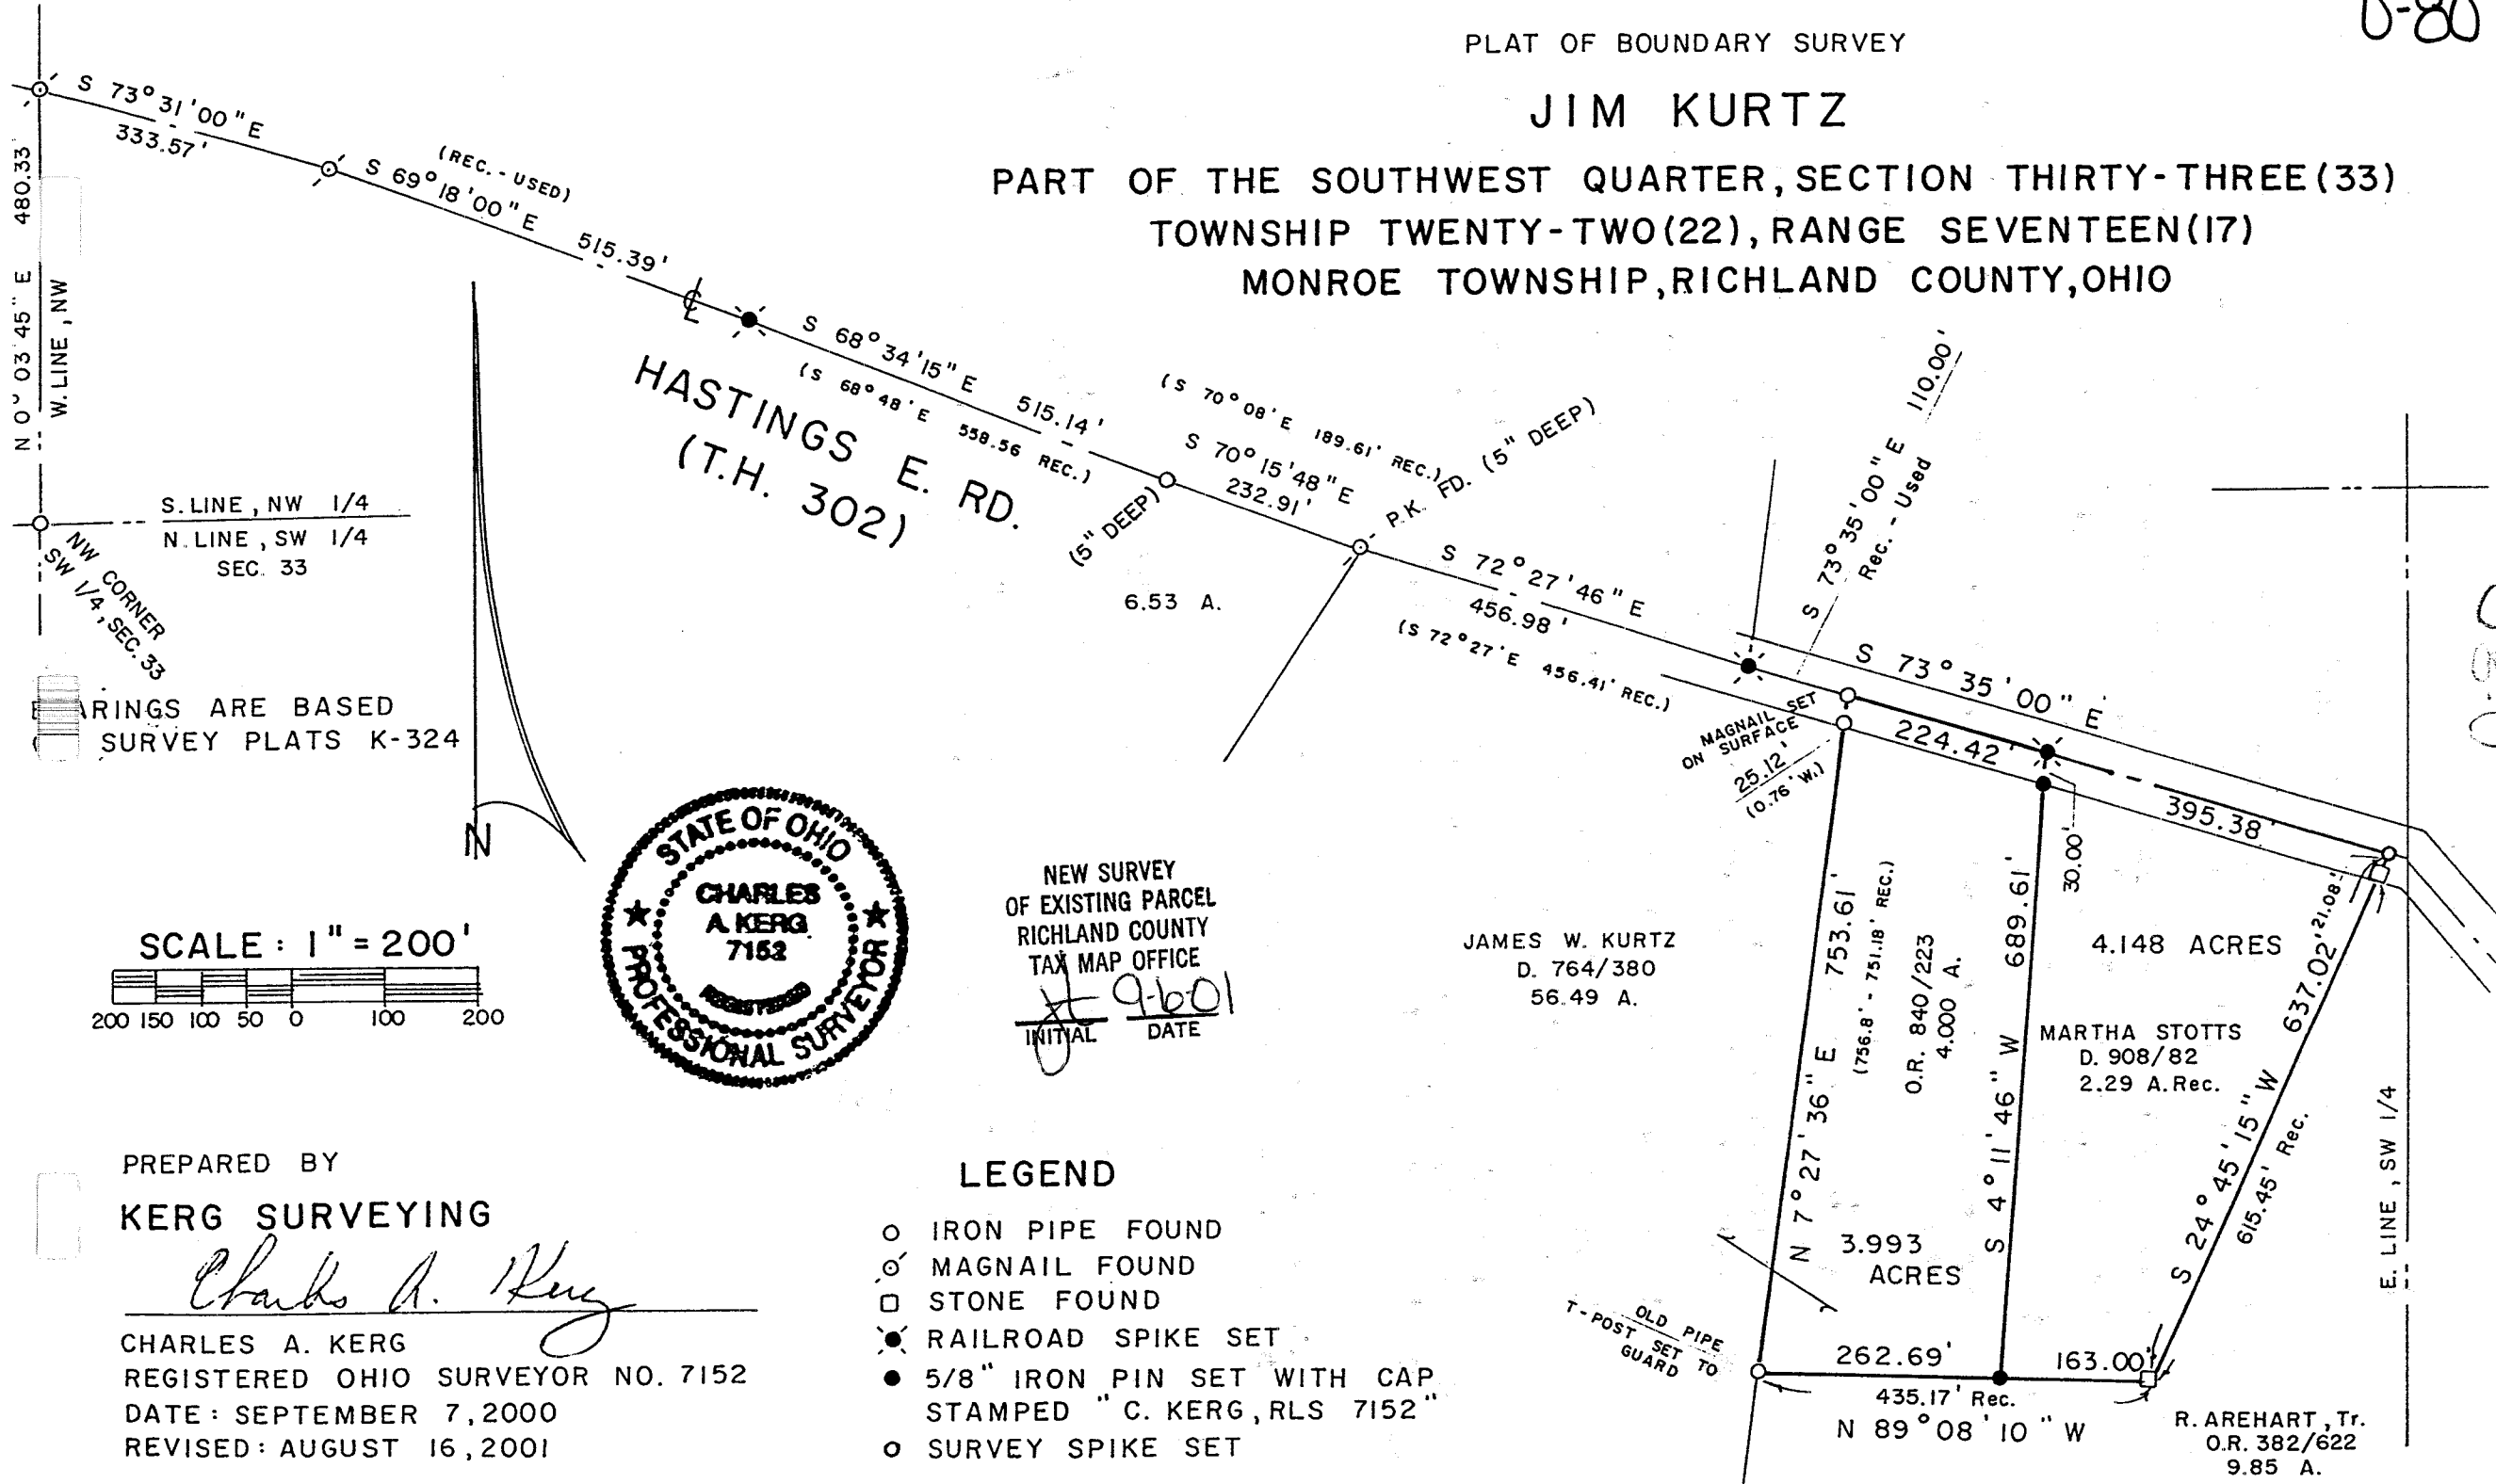 PLAT OF BOUNDARY SURVEY
JIM KURTZ
PART OF THE SOUTHWEST QUARTER, SECTION THIRTY-THREE(33)
TOWNSHIP TWENTY-TWO(22), RANGE SEVENTEEN(17)
MONROE TOWNSHIP, RICHLAND COUNTY, OHIO
S 73°31'00" E
333.57'
(REC.-USED)
S 69°18'00" E 515.39'
N 0° 03'45" E 480.33'
W. LINE, NW
S. LINE, NW 1/4
N. LINE, SW 1/4
SEC. 33
NW CORNER
SW 1/4, SEC. 33
ARINGS ARE BASED
SURVEY PLATS K-324
N
HASTINGS E. RD.
(T.H. 302)
S 68°34'15" E 515.14'
(S 68°48'E 558.56 REC.)
(S 70°08'E 189.61' REC.)
S 70°15'48" E
232.91'
(5" DEEP)
P.K. FD. (5" DEEP)
6.53 A.
S 72°27'46" E
456.98'
(S 72°27'E 456.41' REC.)
S 73°35'00" E 110.00'
Rec. - Used
S 73°35'00" E
MAGNAIL SET
ON SURFACE
25.12'
(0.76' W.)
224.42'
395.38'
30.00'
21.08'
SCALE: 1" = 200'
200 150 100 50 0 100 200
STATE OF OHIO
CHARLES
A. KERG
7152
REGISTERED
PROFESSIONAL SURVEYOR
NEW SURVEY
OF EXISTING PARCEL
RICHLAND COUNTY
TAX MAP OFFICE
9-6-01
INITIAL DATE
JAMES W. KURTZ
D. 764/380
56.49 A.
N 7°27'36" E 753.61'
(756.8' - 751.18' REC.)
O.R. 840/223
4.000 A.
3.993
ACRES
S 4°11'46" W 689.61'
4.148 ACRES
MARTHA STOTTS
D. 908/82
2.29 A. Rec.
S 24°45'15" W 637.02'
615.45' Rec.
E. LINE, SW 1/4
OLD PIPE
T-POST SET TO
GUARD
262.69'
163.00'
435.17' Rec.
N 89°08'10" W
R. AREHART, Tr.
O.R. 382/622
9.85 A.
PREPARED BY
KERG SURVEYING
Charles A. Kerg
CHARLES A. KERG
REGISTERED OHIO SURVEYOR NO. 7152
DATE: SEPTEMBER 7, 2000
REVISED: AUGUST 16, 2001
LEGEND
IRON PIPE FOUND
MAGNAIL FOUND
STONE FOUND
RAILROAD SPIKE SET
5/8" IRON PIN SET WITH CAP
STAMPED "C. KERG, RLS 7152"
SURVEY SPIKE SET